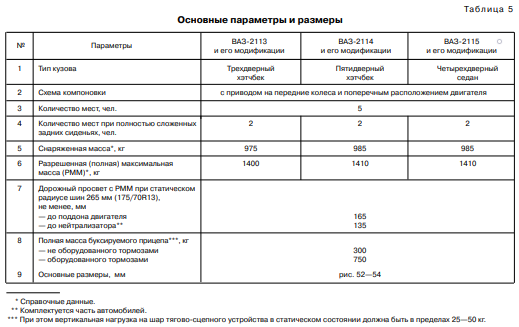 Таблица 5
Основные параметры и размеры
№ Параметры ВАЗ-2113 и его модификации ВАЗ-2114 и его модификации ВАЗ-2115 и его модификации
1 Тип кузова Трехдверный хэтчбек Пятидверный хэтчбек Четырехдверный седан
2 Схема компоновки с приводом на передние колеса и поперечным расположением двигателя
3 Количество мест, чел. 5
4 Количество мест при полностью сложенных задних сиденьях, чел. 2 2 2
5 Снаряженная масса*, кг 975 985 985
6 Разрешенная (полная) максимальная масса (РММ)*, кг 1400 1410 1410
7 Дорожный просвет с РММ при статическом
радиусе шин 265 мм (175/70R13),
не менее, мм
— до поддона двигателя 165
— до нейтрализатора** 135
8 Полная масса буксируемого прицепа***, кг
— не оборудованного тормозами 300
— оборудованного тормозами 750
9 Основные размеры, мм рис. 52—54
* Справочные данные.
** Комплектуется часть автомобилей.
*** При этом вертикальная нагрузка на шар тягово-сцепного устройства в статическом состоянии должна быть в пределах 25—50 кг.